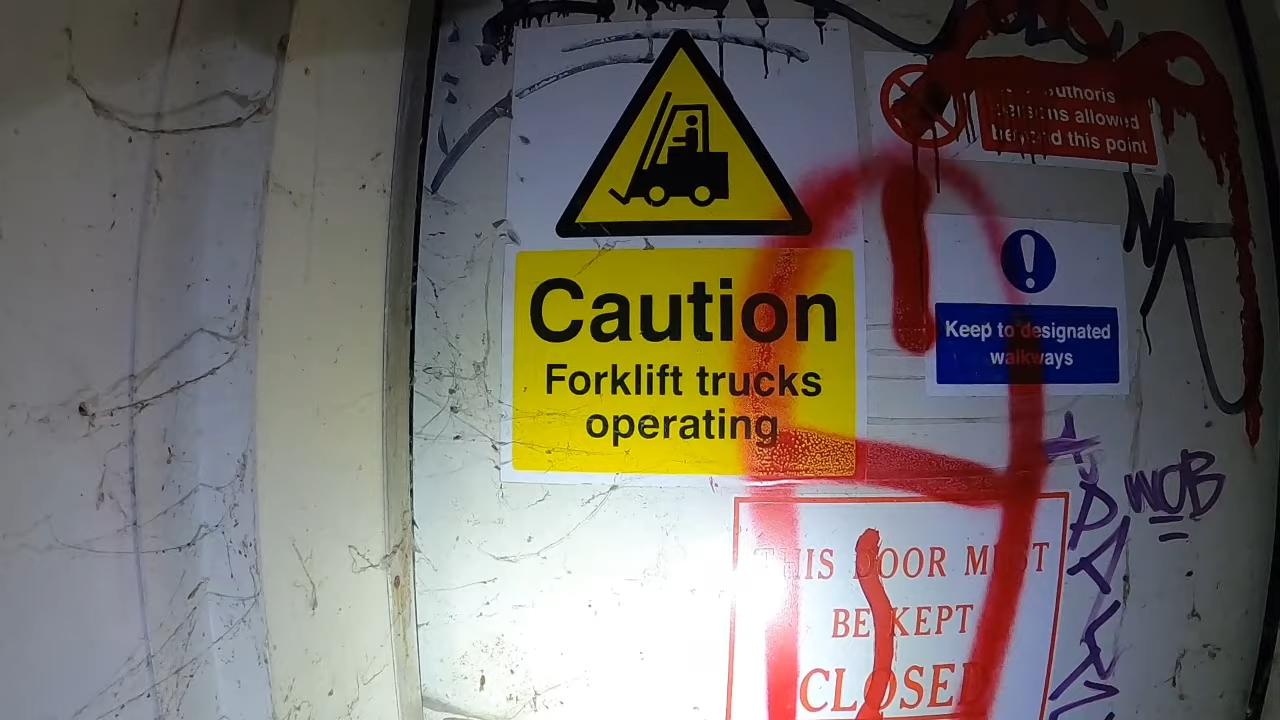 Caution
Forklift trucks
operating
persons allowed
beyond this point
Keep to designated
walkways
THIS DOOR MUST
BE KEPT
CLOSED
WOB